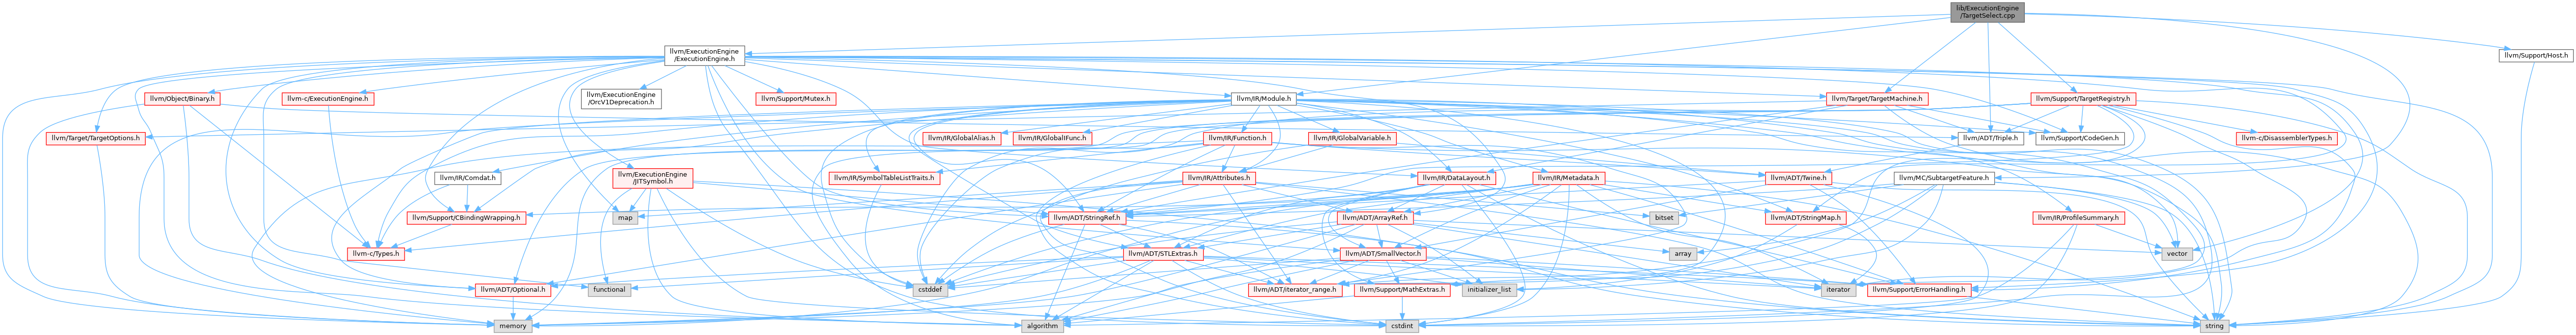 lib/ExecutionEngine
/TargetSelect.cpp
llvm/ExecutionEngine
/ExecutionEngine.h
llvm/Support/Host.h
llvm/Object/Binary.h
llvm-c/ExecutionEngine.h
llvm/ExecutionEngine
/OrcV1Deprecation.h
llvm/Support/Mutex.h
llvm/IR/Module.h
llvm/Target/TargetMachine.h
llvm/Support/TargetRegistry.h
llvm/Target/TargetOptions.h
llvm/IR/GlobalAlias.h
llvm/IR/GlobalIFunc.h
llvm/IR/Function.h
llvm/IR/GlobalVariable.h
llvm/ADT/Triple.h
llvm/Support/CodeGen.h
llvm-c/DisassemblerTypes.h
llvm/IR/Comdat.h
llvm/ExecutionEngine
/JITSymbol.h
llvm/IR/SymbolTableListTraits.h
llvm/IR/Attributes.h
llvm/IR/DataLayout.h
llvm/IR/Metadata.h
llvm/ADT/Twine.h
llvm/MC/SubtargetFeature.h
llvm/Support/CBindingWrapping.h
map
llvm/ADT/StringRef.h
llvm/ADT/ArrayRef.h
bitset
llvm/ADT/StringMap.h
llvm/IR/ProfileSummary.h
llvm-c/Types.h
llvm/ADT/STLExtras.h
llvm/ADT/SmallVector.h
array
vector
llvm/ADT/Optional.h
functional
cstddef
llvm/ADT/iterator_range.h
llvm/Support/MathExtras.h
initializer_list
iterator
llvm/Support/ErrorHandling.h
memory
algorithm
cstdint
string